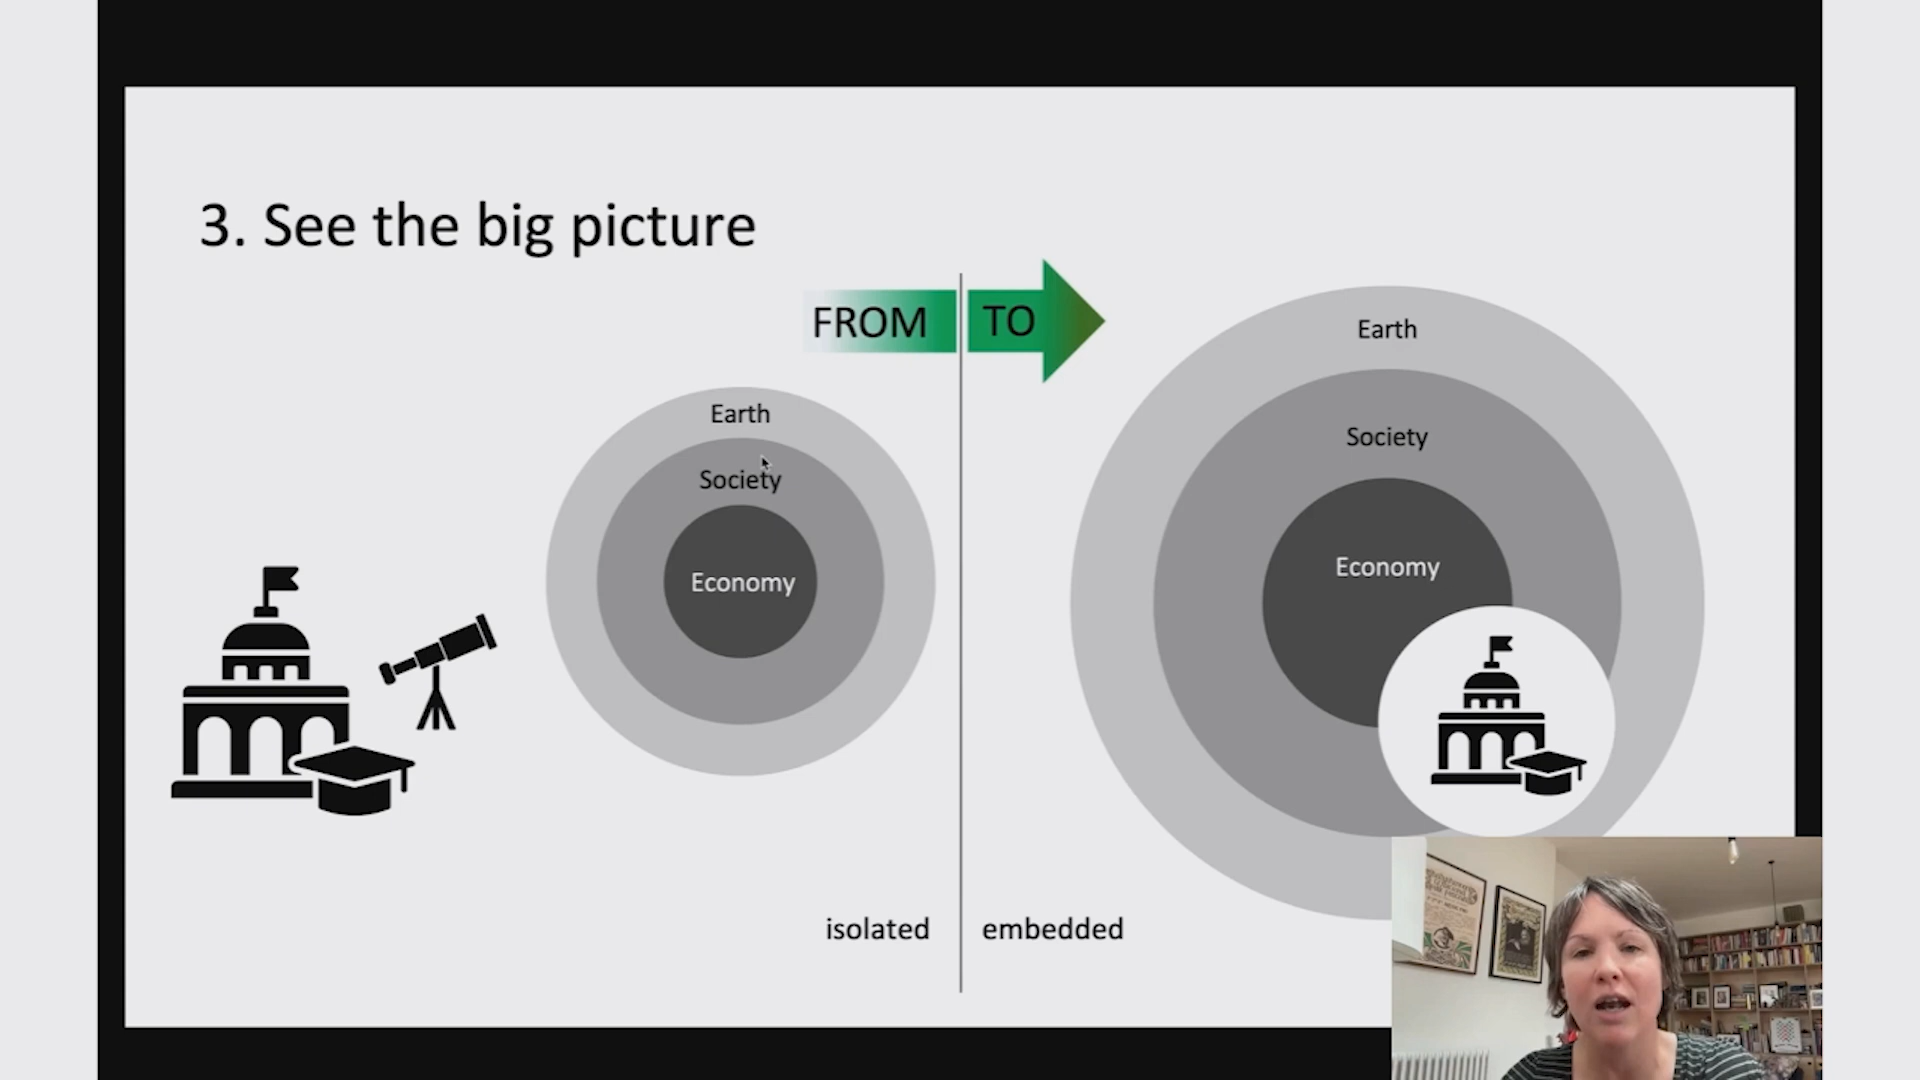 3. See the big picture
FROM
TO
Earth
Society
Economy
Earth
Society
Economy
isolated
embedded